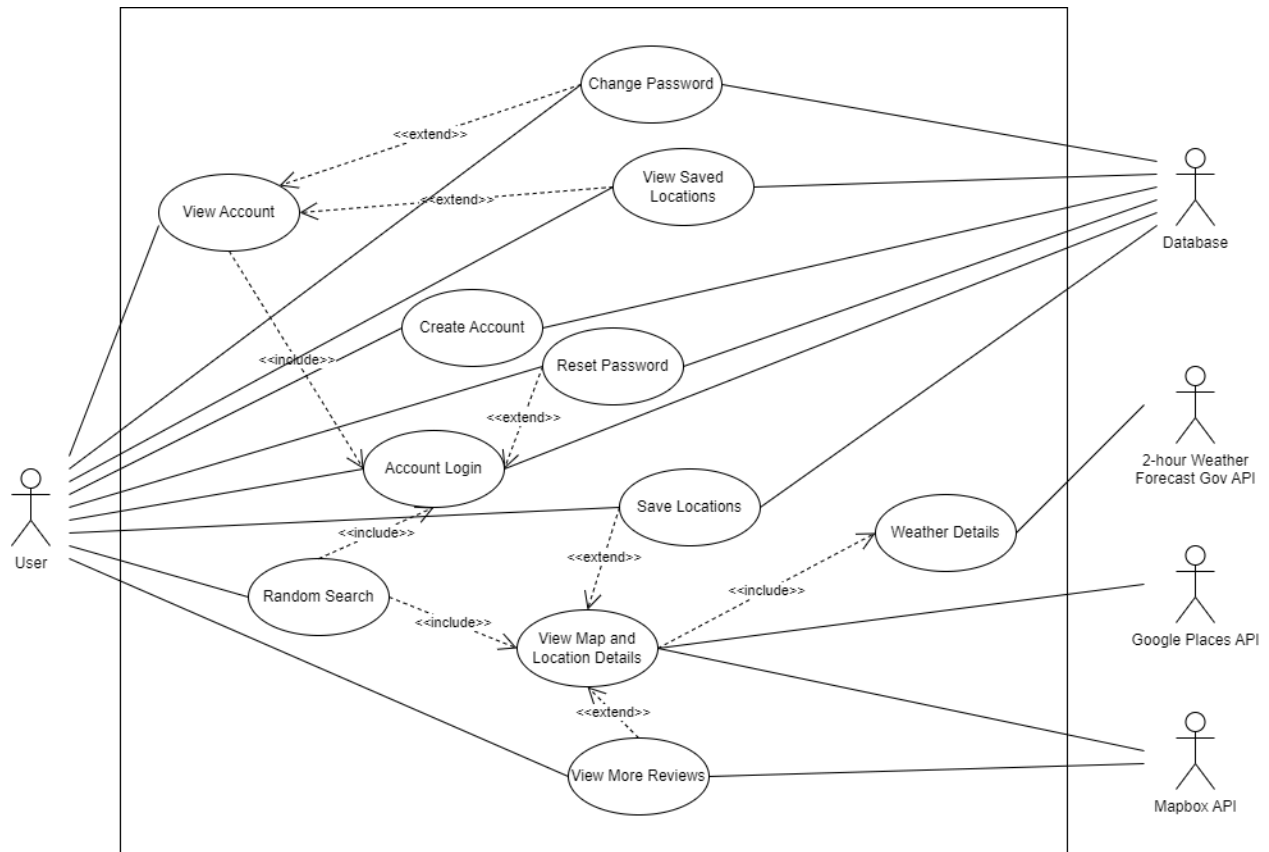 Change Password
<<extend>>
View Saved
Locations
View Account
<<extend>>
Database
Create Account
<<include>>
Reset Password
<<extend>>
Account Login
2-hour Weather
Forecast Gov API
Save Locations
<<include>>
Weather Details
User
<<extend>>
Random Search
<<include>>
<<include>>
View Map and
Location Details
Google Places API
<<extend>>
View More Reviews
Mapbox API